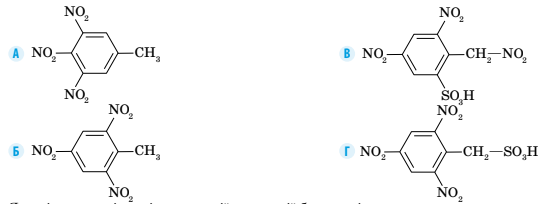 А NO₂ NO₂ NO₂ CH₃
В NO₂ NO₂ CH₂—NO₂ SO₃H
Б NO₂ NO₂ NO₂ CH₃
Г NO₂ NO₂ NO₂ CH₂—SO₃H